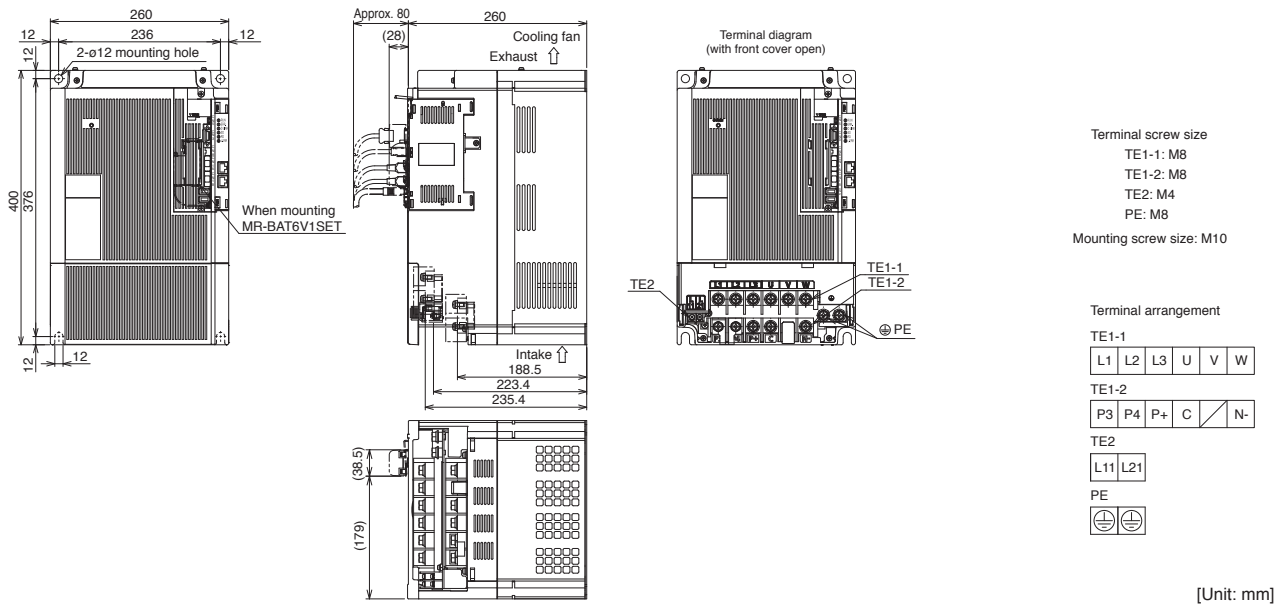 260
12
236
12
12
2-ø12 mounting hole
400
376
When mounting
MR-BAT6V1SET
12
12
Approx. 80
260
(28)
Cooling fan
Exhaust
Intake
188.5
223.4
235.4
(38.5)
(179)
Terminal diagram
(with front cover open)
TE2
L1 L2 L3 U V W
TE1-1
TE1-2
PE
Terminal screw size
TE1-1: M8
TE1-2: M8
TE2: M4
PE: M8
Mounting screw size: M10
Terminal arrangement
TE1-1
L1 L2 L3 U V W
TE1-2
P3 P4 P+ C N-
TE2
L11 L21
PE
[Unit: mm]